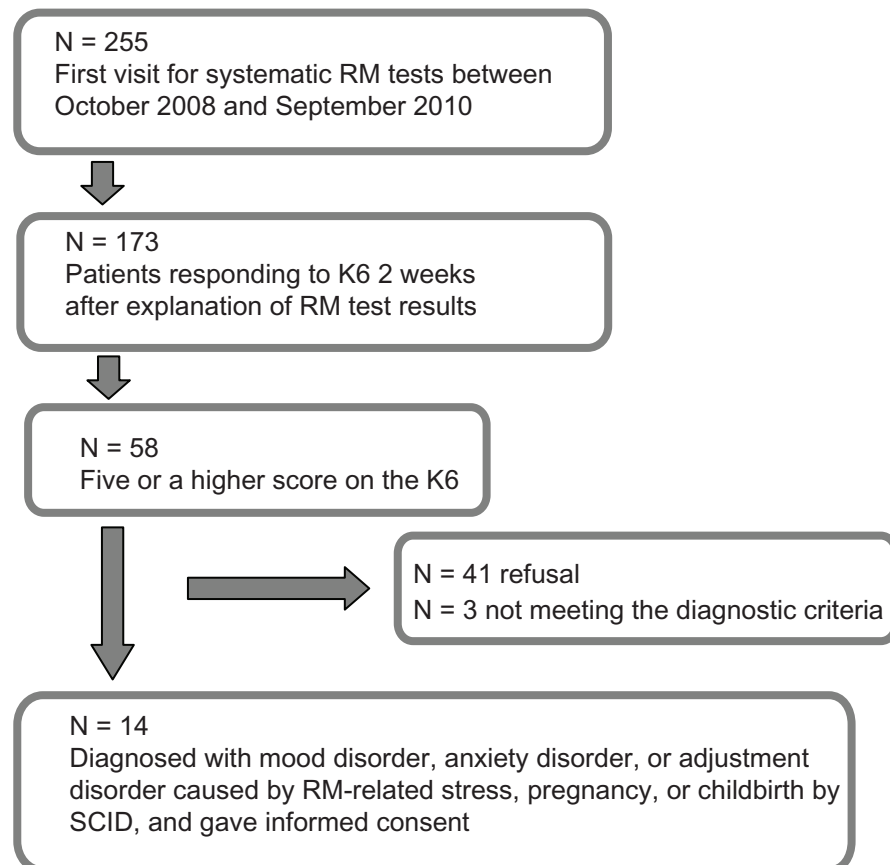 N = 255
First visit for systematic RM tests between
October 2008 and September 2010
N = 173
Patients responding to K6 2 weeks
after explanation of RM test results
N = 58
Five or a higher score on the K6
N = 41 refusal
N = 3 not meeting the diagnostic criteria
N = 14
Diagnosed with mood disorder, anxiety disorder, or adjustment
disorder caused by RM-related stress, pregnancy, or childbirth by
SCID, and gave informed consent